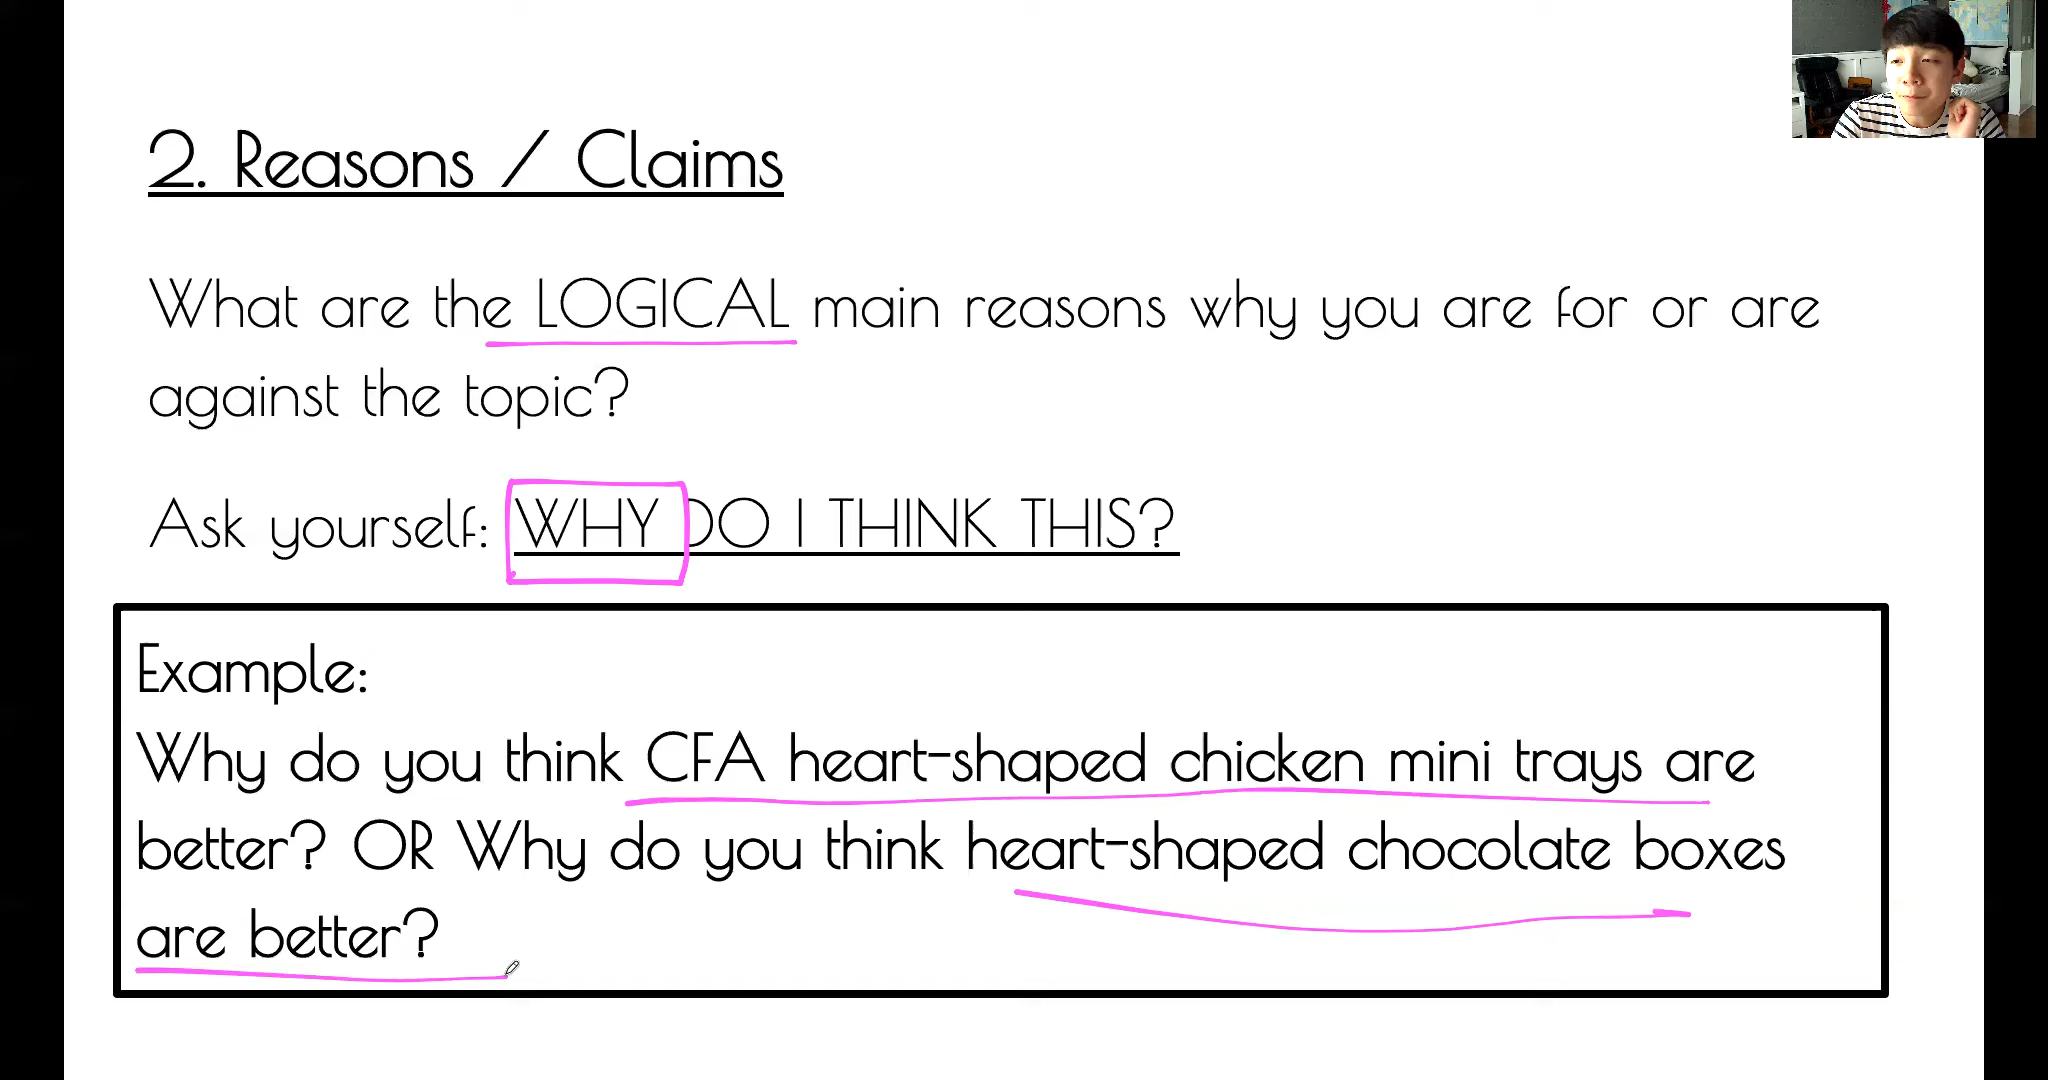 2. Reasons / Claims
What are the LOGICAL main reasons why you are for or are
against the topic?
Ask yourself: WHY DO I THINK THIS?
Example:
Why do you think CFA heart-shaped chicken mini trays are
better? OR Why do you think heart-shaped chocolate boxes
are better?